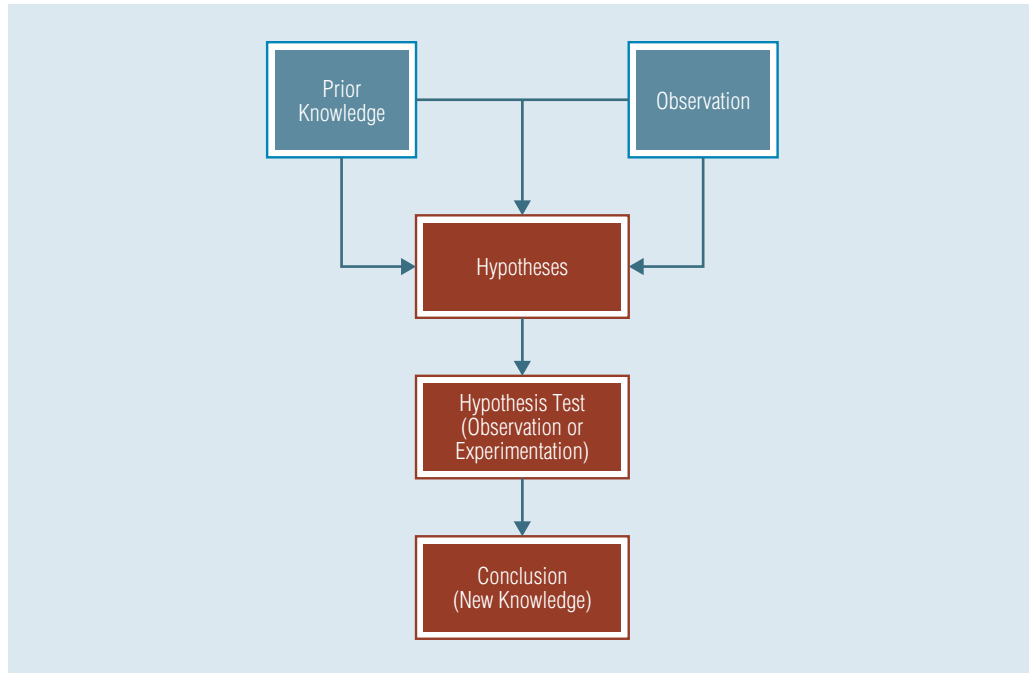 Prior
Knowledge
Observation
Hypotheses
Hypothesis Test
(Observation or
Experimentation)
Conclusion
(New Knowledge)